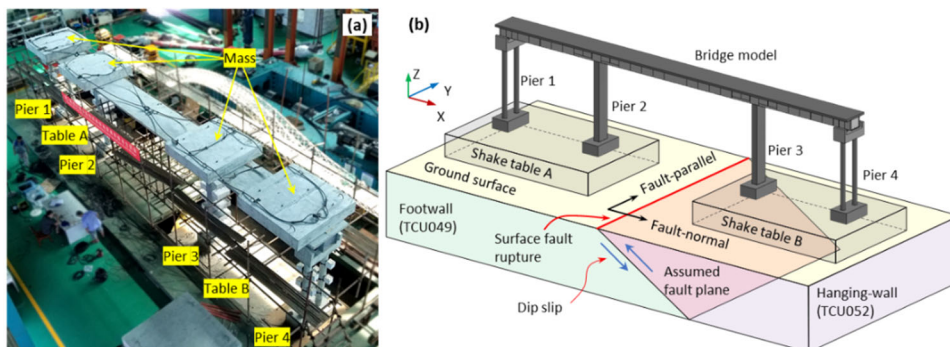 (a)
Mass
Pier 1
Table A
Pier 2
Pier 3
Table B
Pier 4
(b)
Z
Y
X
Bridge model
Pier 1
Pier 2
Pier 3
Pier 4
Shake table A
Ground surface
Fault-parallel
Fault-normal
Shake table B
Footwall
(TCU049)
Surface fault
rupture
Dip slip
Assumed
fault plane
Hanging-wall
(TCU052)